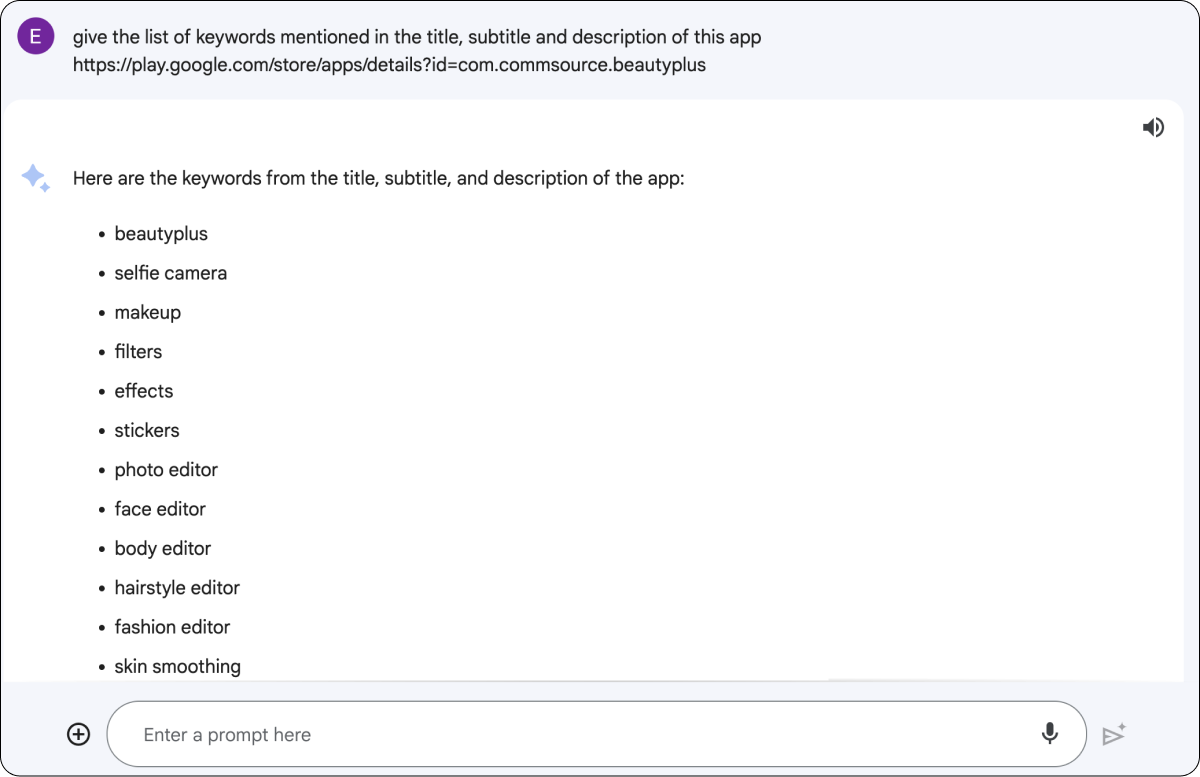 E
give the list of keywords mentioned in the title, subtitle and description of this app
https://play.google.com/store/apps/details?id=com.commsource.beautyplus
Here are the keywords from the title, subtitle, and description of the app:
• beautyplus
• selfie camera
• makeup
• filters
• effects
• stickers
• photo editor
• face editor
• body editor
• hairstyle editor
• fashion editor
• skin smoothing
Enter a prompt here